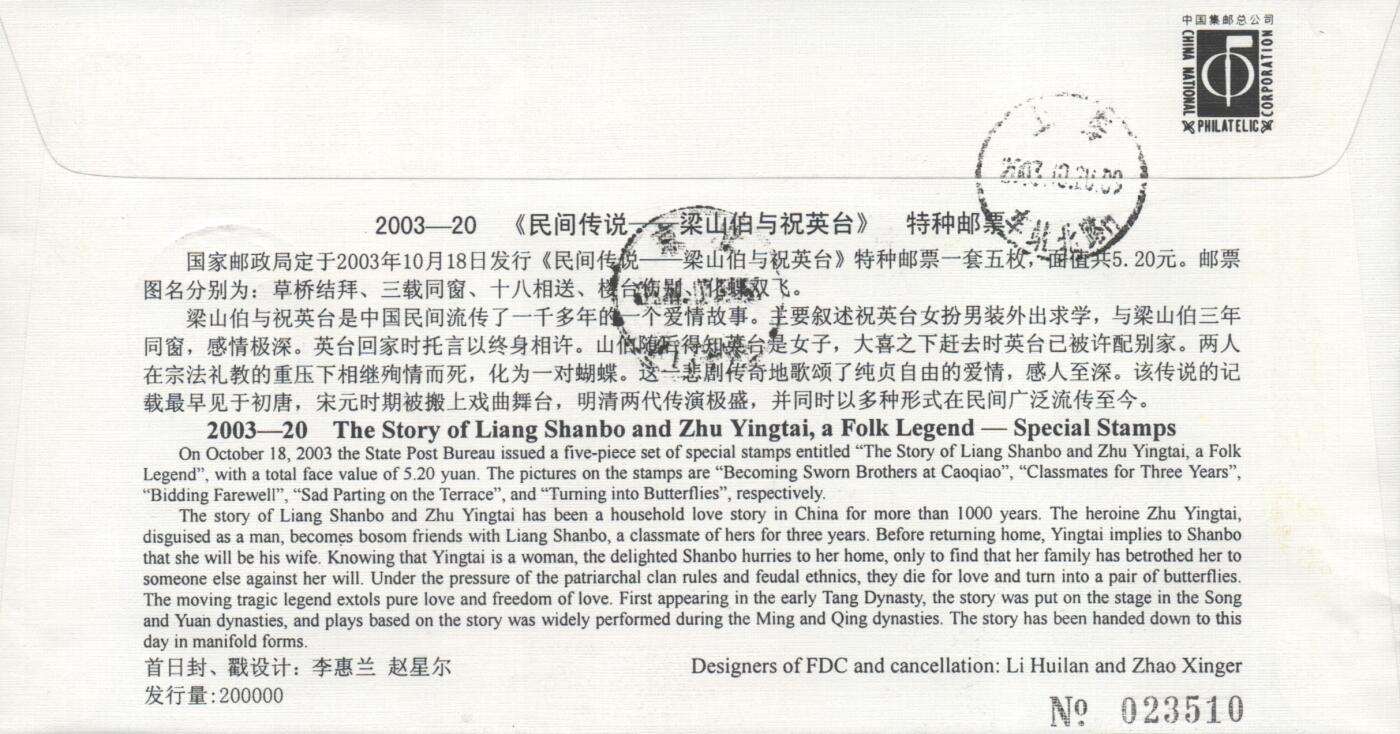 中国集邮总公司
CHINA NATIONAL
PHILATELIC
CORPORATION
2003—20 《民间传说——梁山伯与祝英台》 特种邮票
国家邮政局定于2003年10月18日发行《民间传说——梁山伯与祝英台》特种邮票一套五枚，面值共5.20元。邮票
图名分别为：草桥结拜、三载同窗、十八相送、楼台伤别、化蝶双飞。
梁山伯与祝英台是中国民间流传了一千多年的一个爱情故事。主要叙述祝英台女扮男装外出求学，与梁山伯三年
同窗，感情极深。英台回家时托言以终身相许。山伯随后得知英台是女子，大喜之下赶去时英台已被许配别家。两人
在宗法礼教的重压下相继殉情而死，化为一对蝴蝶。这一悲剧传奇地歌颂了纯贞自由的爱情，感人至深。该传说的记
载最早见于初唐，宋元时期被搬上戏曲舞台，明清两代传演极盛，并同时以多种形式在民间广泛流传至今。
2003—20 The Story of Liang Shanbo and Zhu Yingtai, a Folk Legend — Special Stamps
On October 18, 2003 the State Post Bureau issued a five-piece set of special stamps entitled “The Story of Liang Shanbo and Zhu Yingtai, a Folk
Legend”, with a total face value of 5.20 yuan. The pictures on the stamps are “Becoming Sworn Brothers at Caoqiao”, “Classmates for Three Years”,
“Bidding Farewell”, “Sad Parting on the Terrace”, and “Turning into Butterflies”, respectively.
The story of Liang Shanbo and Zhu Yingtai has been a household love story in China for more than 1000 years. The heroine Zhu Yingtai,
disguised as a man, becomes bosom friends with Liang Shanbo, a classmate of hers for three years. Before returning home, Yingtai implies to Shanbo
that she will be his wife. Knowing that Yingtai is a woman, the delighted Shanbo hurries to her home, only to find that her family has betrothed her to
someone else against her will. Under the pressure of the patriarchal clan rules and feudal ethnics, they die for love and turn into a pair of butterflies.
The moving tragic legend extols pure love and freedom of love. First appearing in the early Tang Dynasty, the story was put on the stage in the Song
and Yuan dynasties, and plays based on the story was widely performed during the Ming and Qing dynasties. The story has been handed down to this
day in manifold forms.
首日封、戳设计：李惠兰 赵星尔
Designers of FDC and cancellation: Li Huilan and Zhao Xinger
发行量:200000
№ 023510